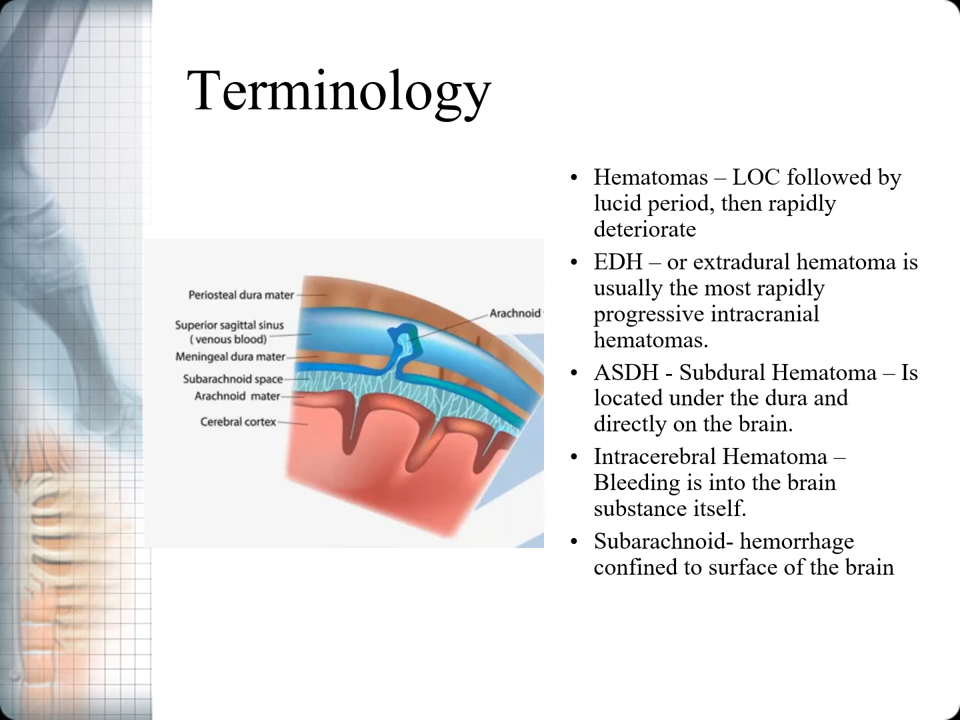 Terminology
Periosteal dura mater
Superior sagittal sinus
( venous blood)
Meningeal dura mater
Subarachnoid space
Arachnoid mater
Cerebral cortex
Arachnoid
• Hematomas – LOC followed by
lucid period, then rapidly
deteriorate
• EDH – or extradural hematoma is
usually the most rapidly
progressive intracranial
hematomas.
• ASDH - Subdural Hematoma – Is
located under the dura and
directly on the brain.
• Intracerebral Hematoma –
Bleeding is into the brain
substance itself.
• Subarachnoid- hemorrhage
confined to surface of the brain